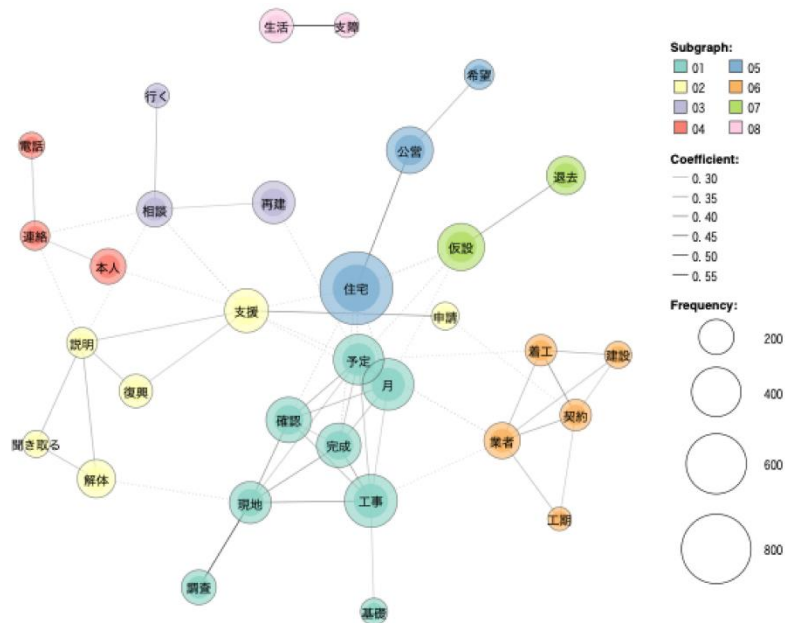 生活
支障
希望
行く
公営
電話
退去
相談
再建
連絡
仮設
本人
住宅
支援
申請
説明
予定
着工
建設
月
復興
確認
契約
業者
完成
聞き取る
解体
現地
工事
工期
調査
基礎
Subgraph:
01
05
02
06
03
07
04
08
Coefficient:
0.30
0.35
0.40
0.45
0.50
0.55
Frequency:
200
400
600
800